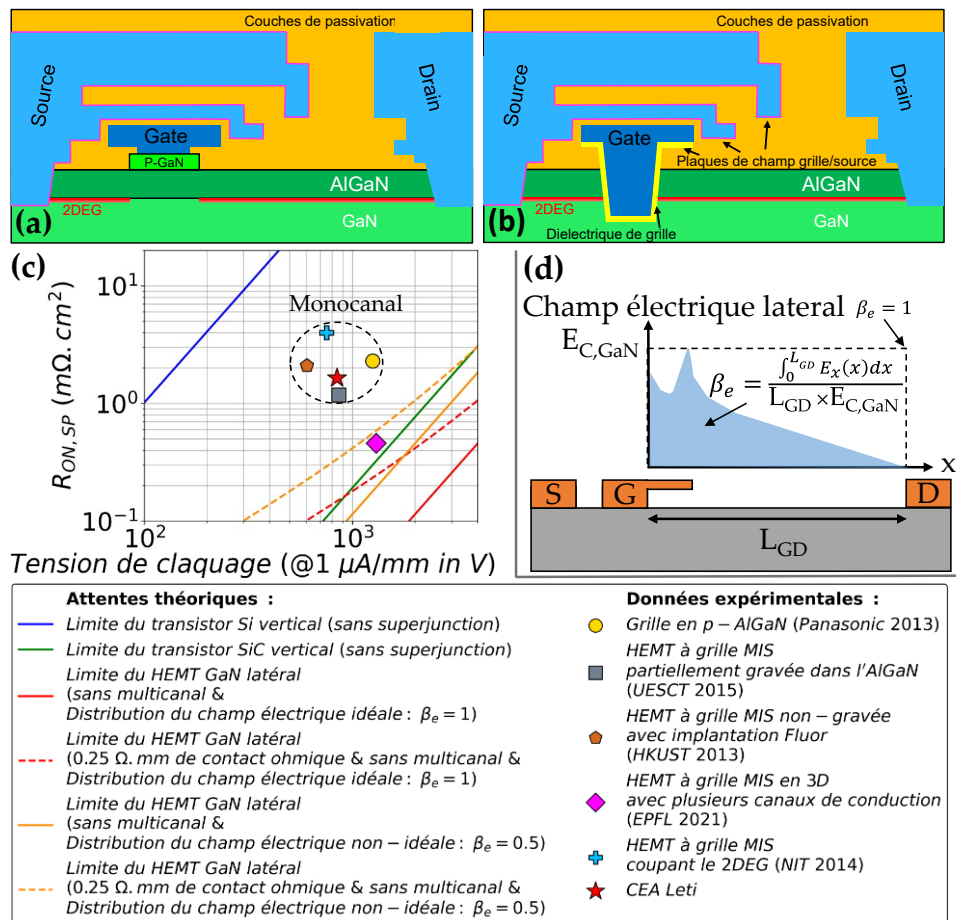 Couches de passivation
Source
Drain
Gate
P-GaN
AlGaN
2DEG
GaN
(a)
Couches de passivation
Source
Drain
Gate
Plaques de champ grille/source
AlGaN
2DEG
GaN
Dielectrique de grille
(b)
(c)
10¹
10⁰
10⁻¹
10²
10³
R_ON, SP (mΩ. cm²)
Monocanal
Tension de claquage (@1 μA/mm in V)
(d)
Champ électrique lateral
β_e = 1
E_C,GaN
β_e = ∫₀^{L_GD} E_x(x)dx / L_GD × E_C,GaN
x
S
G
D
L_GD
Attentes théoriques :
Limite du transistor Si vertical (sans superjunction)
Limite du transistor SiC vertical (sans superjunction)
Limite du HEMT GaN latéral
(sans multicanal &
Distribution du champ électrique idéale : β_e = 1)
Limite du HEMT GaN latéral
(0.25 Ω. mm de contact ohmique & sans multicanal &
Distribution du champ électrique idéale : β_e = 1)
Limite du HEMT GaN latéral
(sans multicanal &
Distribution du champ électrique non − idéale : β_e = 0.5)
Limite du HEMT GaN latéral
(0.25 Ω. mm de contact ohmique & sans multicanal &
Distribution du champ électrique non − idéale : β_e = 0.5)
Données expérimentales :
Grille en p − AlGaN (Panasonic 2013)
HEMT à grille MIS
partiellement gravée dans l'AlGaN
(UESCT 2015)
HEMT à grille MIS non − gravée
avec implantation Fluor
(HKUST 2013)
HEMT à grille MIS en 3D
avec plusieurs canaux de conduction
(EPFL 2021)
HEMT à grille MIS
coupant le 2DEG (NIT 2014)
CEA Leti